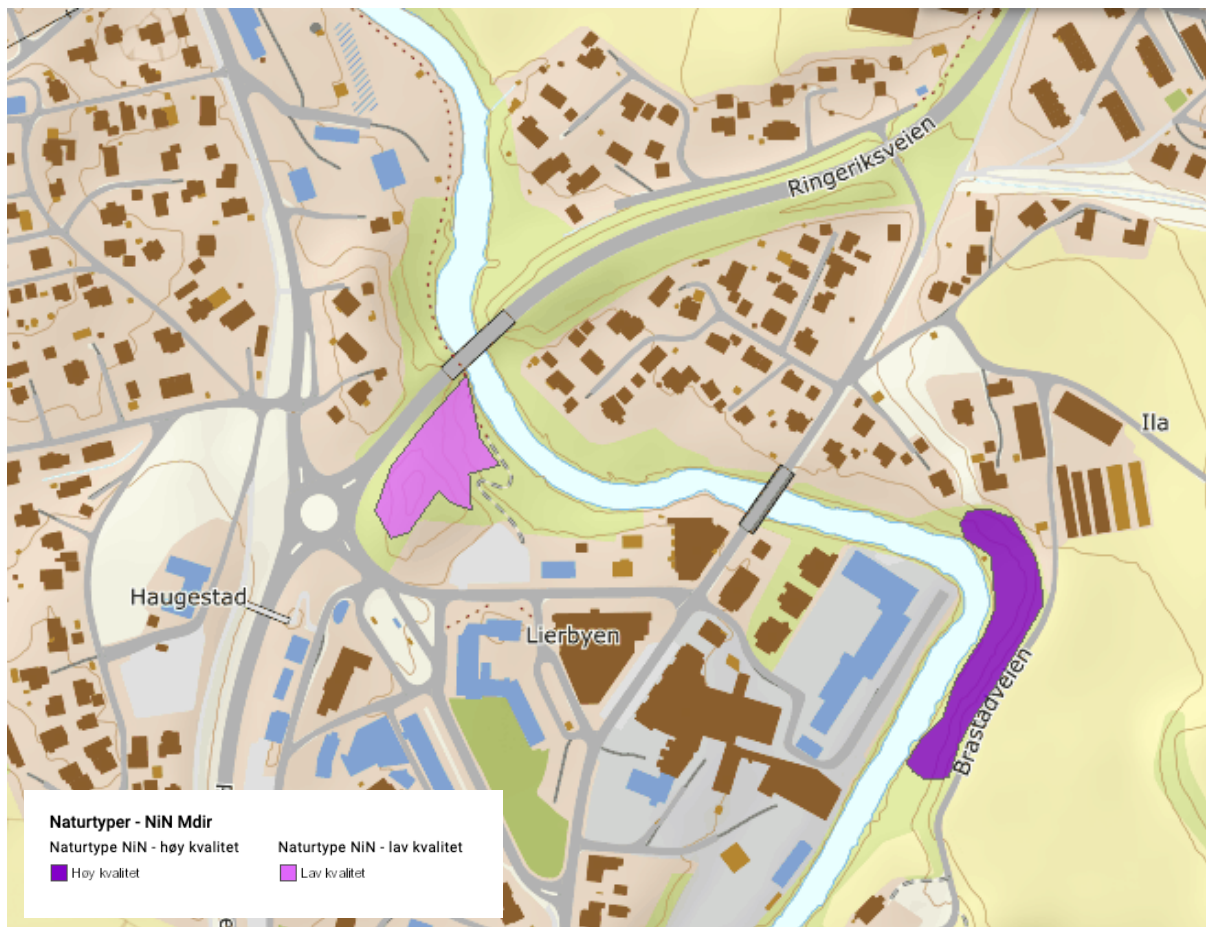 Ringeriksveien
Ila
Haugestad
Lierbyen
Brastadveien
Naturtyper - NiN Mdir
Naturtype NiN - høy kvalitet
Naturtype NiN - lav kvalitet
Høy kvalitet
Lav kvalitet